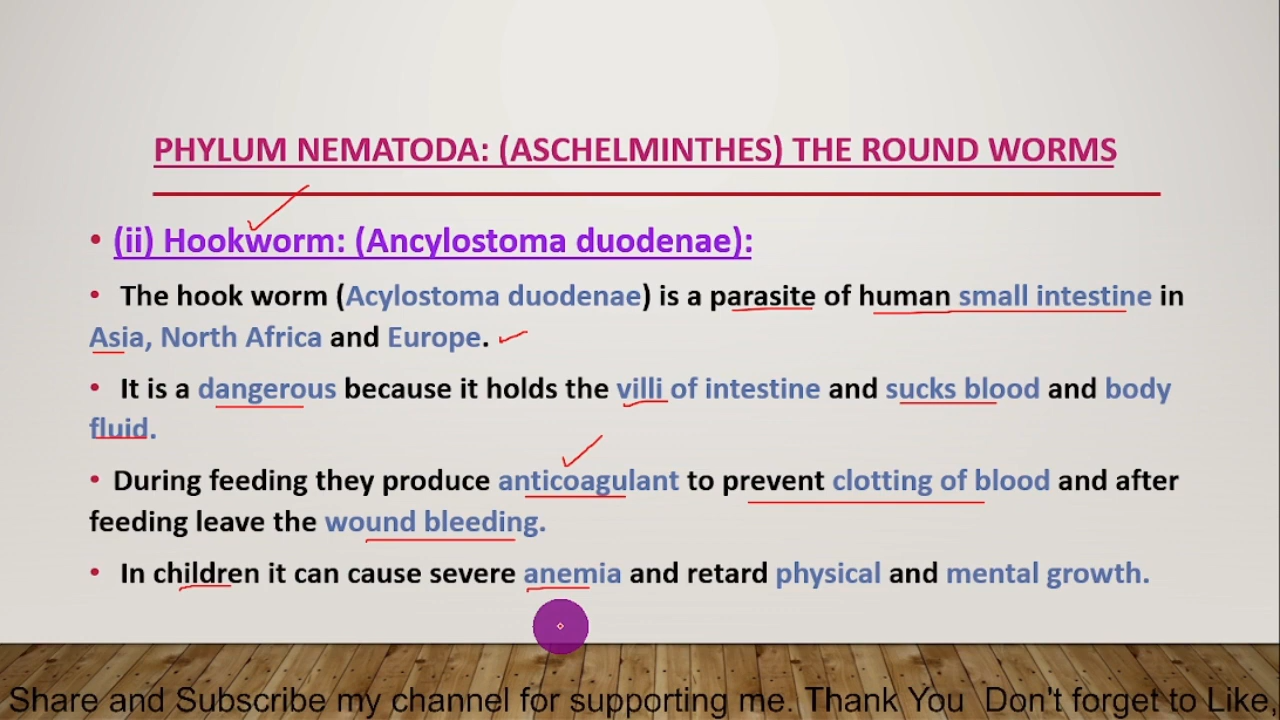 PHYLUM NEMATODA: (ASCHELMINTHES) THE ROUND WORMS
• (ii) Hookworm: (Ancylostoma duodenae):
• The hook worm (Acylostoma duodenae) is a parasite of human small intestine in
Asia, North Africa and Europe.
• It is a dangerous because it holds the villi of intestine and sucks blood and body
fluid.
• During feeding they produce anticoagulant to prevent clotting of blood and after
feeding leave the wound bleeding.
• In children it can cause severe anemia and retard physical and mental growth.
Share and Subscribe my channel for supporting me. Thank You Don't forget to Like,